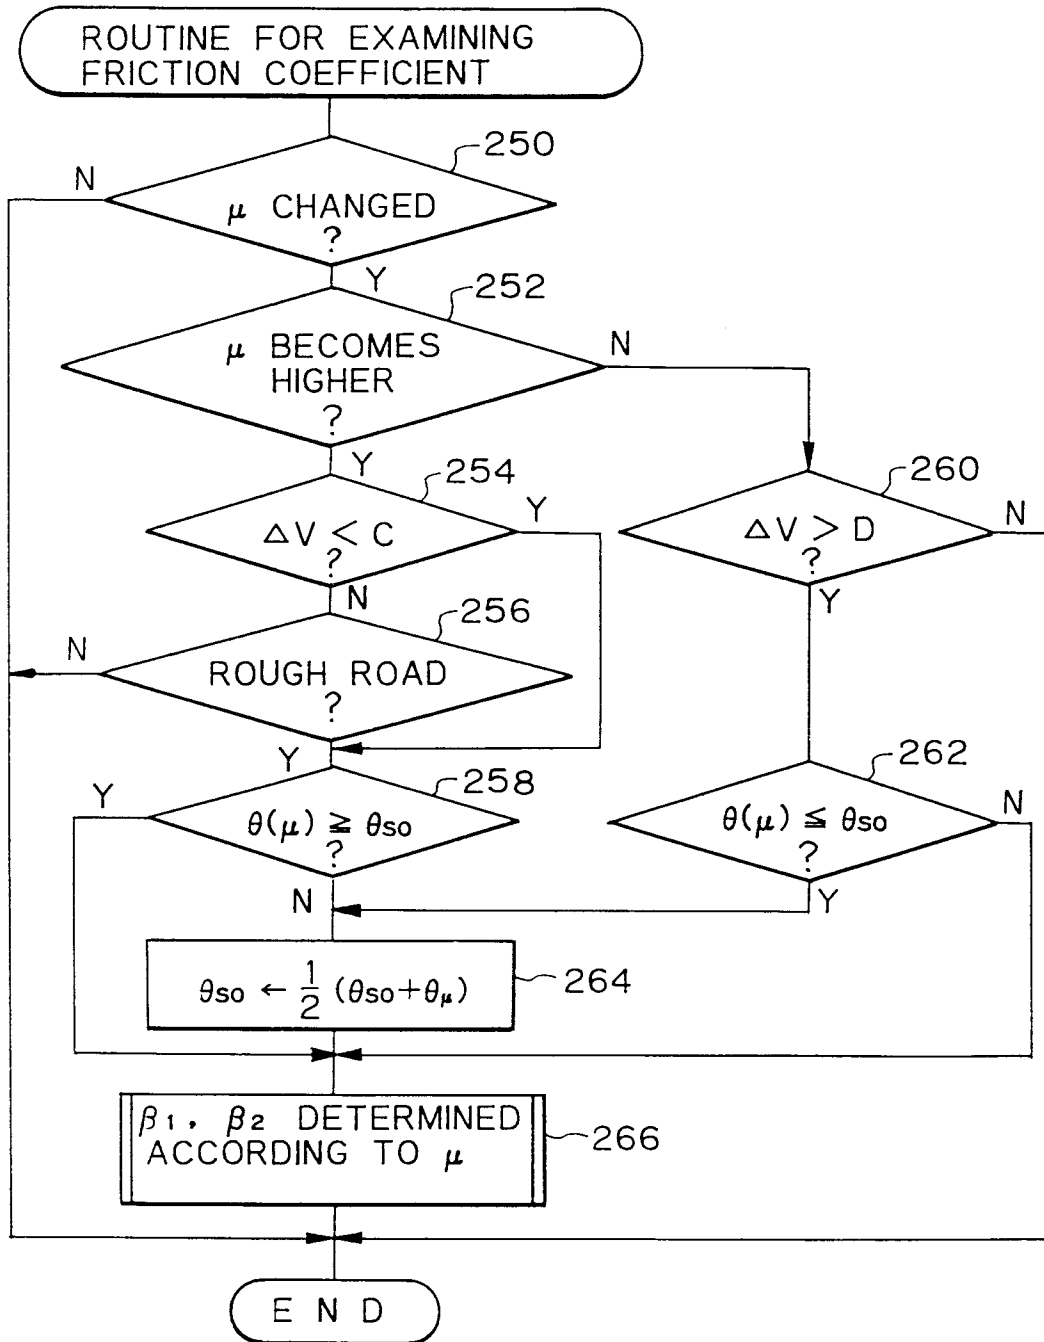 ROUTINE FOR EXAMINING
FRICTION COEFFICIENT
250
N
μ CHANGED
?
Y
252
μ BECOMES
HIGHER
?
N
Y
254
ΔV < C
?
Y
N
260
ΔV > D
?
N
Y
256
N
ROUGH ROAD
?
Y
258
Y
θ(μ) ≧ θso
?
N
262
θ(μ) ≦ θso
?
N
Y
θso ← 1/2 (θso+θμ)
264
β1, β2 DETERMINED
ACCORDING TO μ
266
END